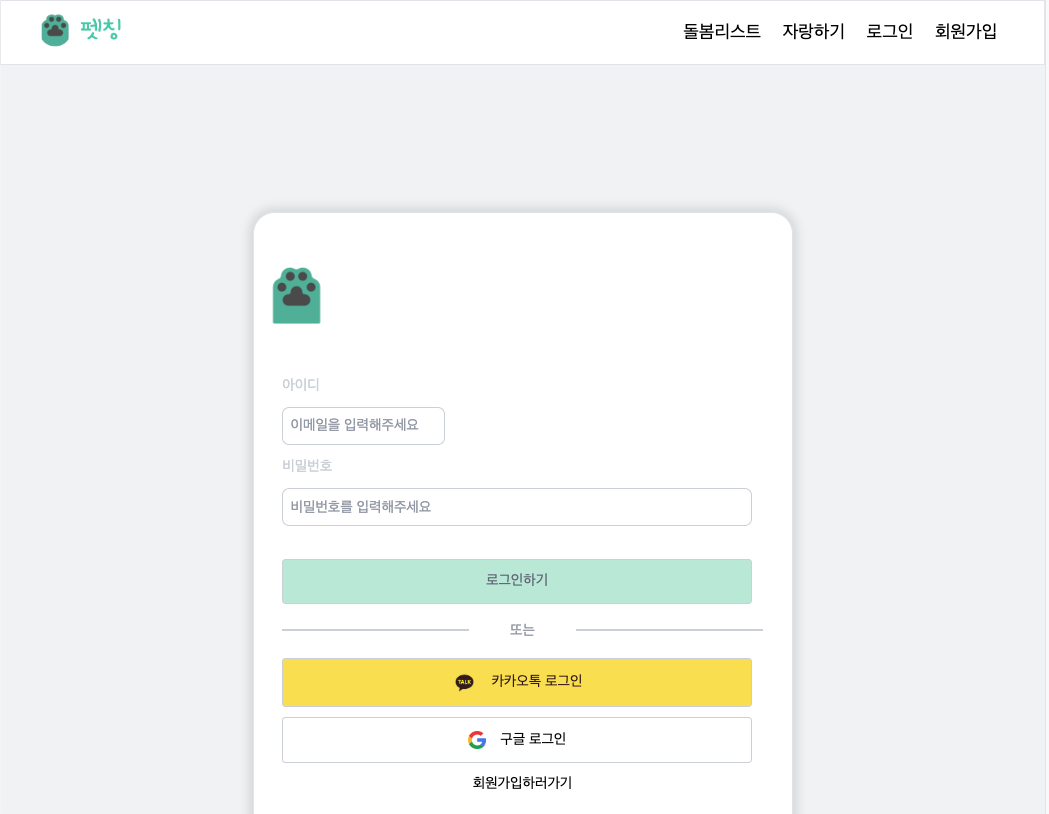 펫칭
돌봄리스트 자랑하기 로그인 회원가입
아이디
이메일을 입력해주세요
비밀번호
비밀번호를 입력해주세요
로그인하기
또는
TALK 카카오톡 로그인
구글 로그인
회원가입하러가기